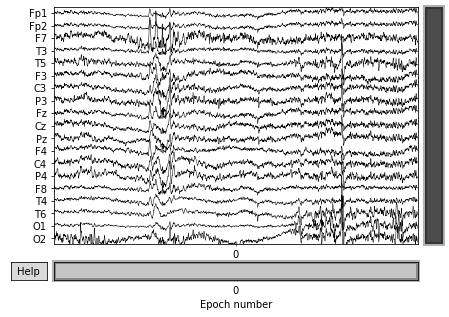 Fp1
Fp2
F7
T3
T5
F3
C3
P3
Fz
Cz
Pz
F4
C4
P4
F8
T4
T6
O1
O2
0
Help
0
Epoch number